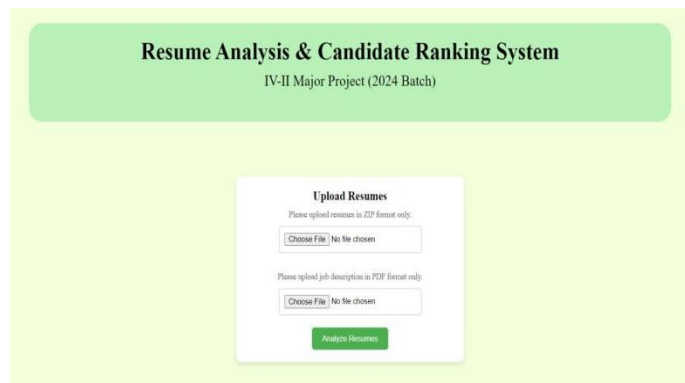 Resume Analysis & Candidate Ranking System
IV-II Major Project (2024 Batch)
Upload Resumes
Please upload resumes in ZIP format only.
Choose File No file chosen
Please upload job description in PDF format only.
Choose File No file chosen
Analyze Resumes